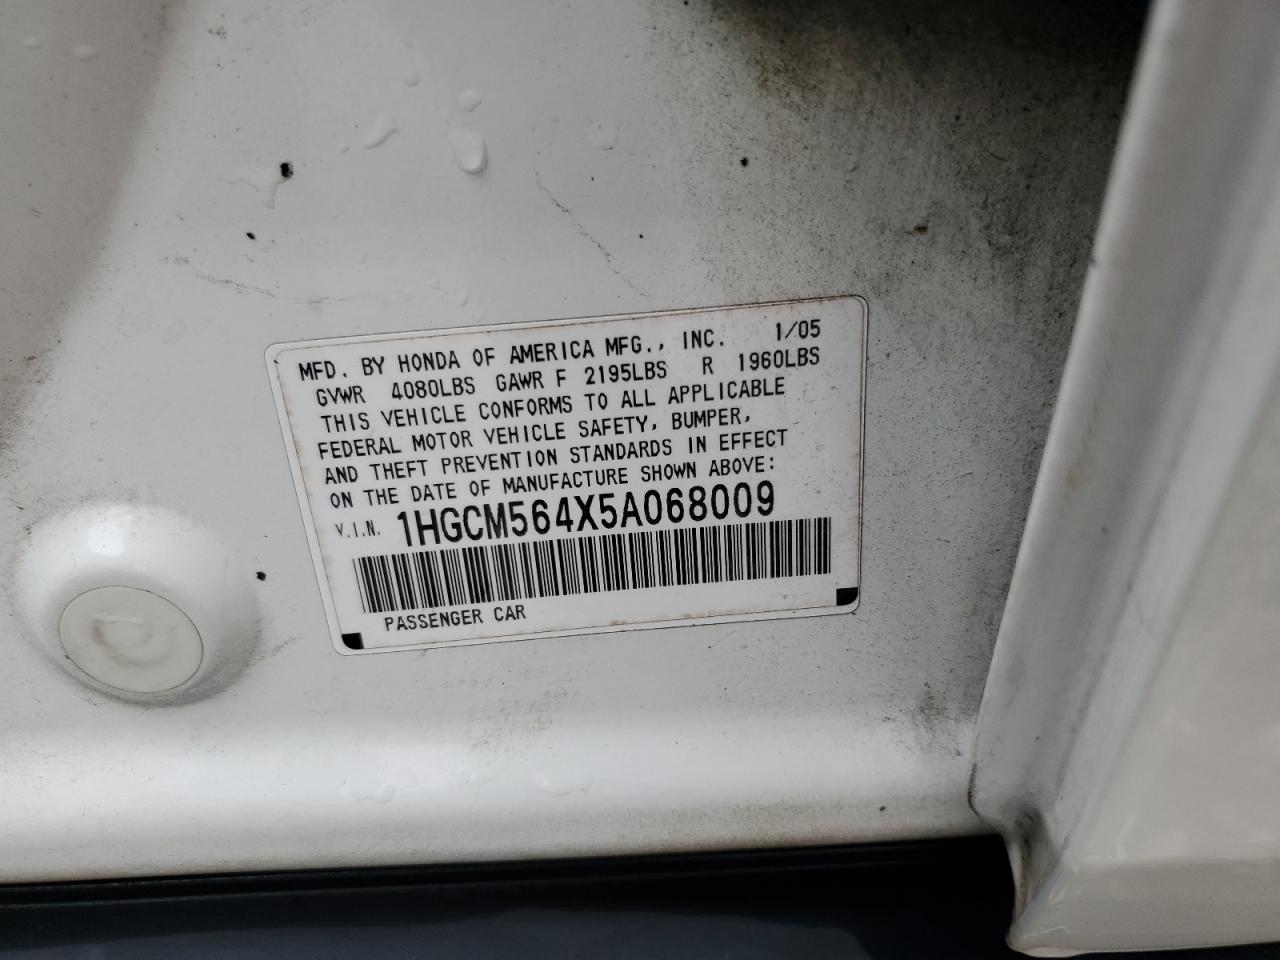 MFD. BY HONDA OF AMERICA MFG., INC. 1/05
GVWR 4080LBS GAWR F 2195LBS R 1960LBS
THIS VEHICLE CONFORMS TO ALL APPLICABLE
FEDERAL MOTOR VEHICLE SAFETY, BUMPER,
AND THEFT PREVENTION STANDARDS IN EFFECT
ON THE DATE OF MANUFACTURE SHOWN ABOVE:
V.I.N. 1HGCM564X5A068009
PASSENGER CAR